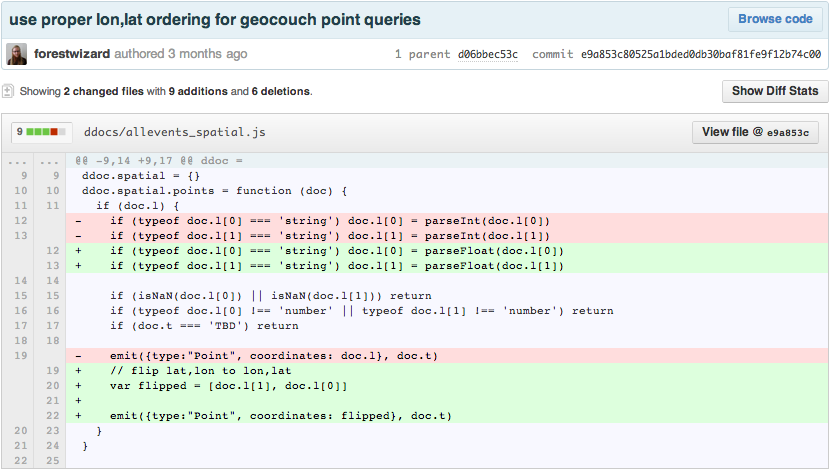 use proper lon,lat ordering for geocouch point queries
Browse code
forestwizard authored 3 months ago
1 parent d06bbec53c commit e9a853c80525a1bded0db30baf81fe9f12b74c00
Showing 2 changed files with 9 additions and 6 deletions.
Show Diff Stats
9 ddocs/allevents_spatial.js
View file @ e9a853c
... ... @@ -9,14 +9,17 @@ ddoc =
9 9 ddoc.spatial = {}
10 10 ddoc.spatial.points = function (doc) {
11 11 if (doc.l) {
12 - if (typeof doc.l[0] === 'string') doc.l[0] = parseInt(doc.l[0])
13 - if (typeof doc.l[1] === 'string') doc.l[1] = parseInt(doc.l[1])
12 + if (typeof doc.l[0] === 'string') doc.l[0] = parseFloat(doc.l[0])
13 + if (typeof doc.l[1] === 'string') doc.l[1] = parseFloat(doc.l[1])
14 14
15 15 if (isNaN(doc.l[0]) || isNaN(doc.l[1])) return
16 16 if (typeof doc.l[0] !== 'number' || typeof doc.l[1] !== 'number') return
17 17 if (doc.t === 'TBD') return
18 18
19 - emit({type:"Point", coordinates: doc.l}, doc.t)
19 + // flip lat,lon to lon,lat
20 + var flipped = [doc.l[1], doc.l[0]]
21 +
22 + emit({type:"Point", coordinates: flipped}, doc.t)
20 23 }
21 24 }
22 25